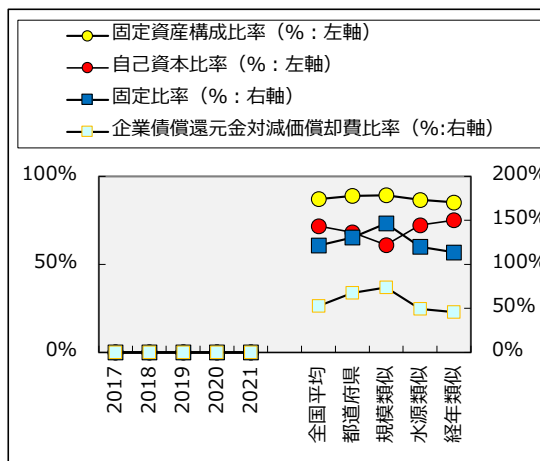 固定資産構成比率（%：左軸）
自己資本比率（%：左軸）
固定比率（%：右軸）
企業債償還元金対減価償却費比率（%:右軸）
100%
50%
0%
200%
150%
100%
50%
0%
2017
2018
2019
2020
2021
全国平均
都道府県
規模類似
水源類似
経年類似